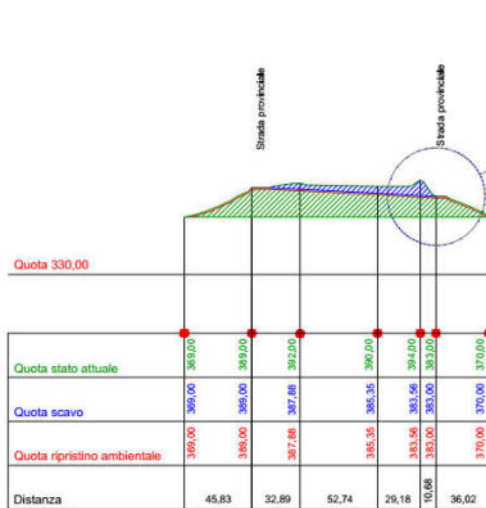 Strada provinciale
Strada provinciale
Quota 330,00
Quota stato attuale 369,00 389,00 392,00 390,00 394,00 383,00 370,00
Quota scavo 369,00 389,00 387,88 385,35 383,56 383,00 370,00
Quota ripristino ambientale 369,00 389,00 387,88 385,35 383,56 383,00 370,00
Distanza 45,83 32,89 52,74 29,18 10,68 36,02